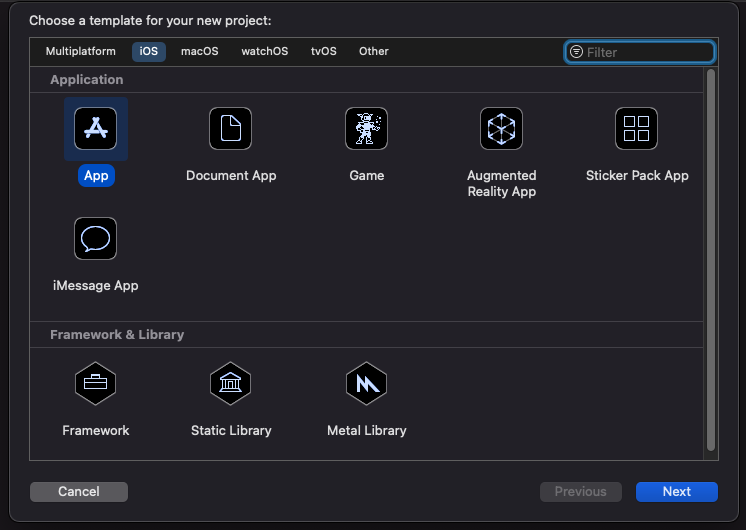 Choose a template for your new project:
Multiplatform iOS macOS watchOS tvOS Other Filter
Application
App Document App Game Augmented Reality App Sticker Pack App
iMessage App
Framework & Library
Framework Static Library Metal Library
Cancel Previous Next